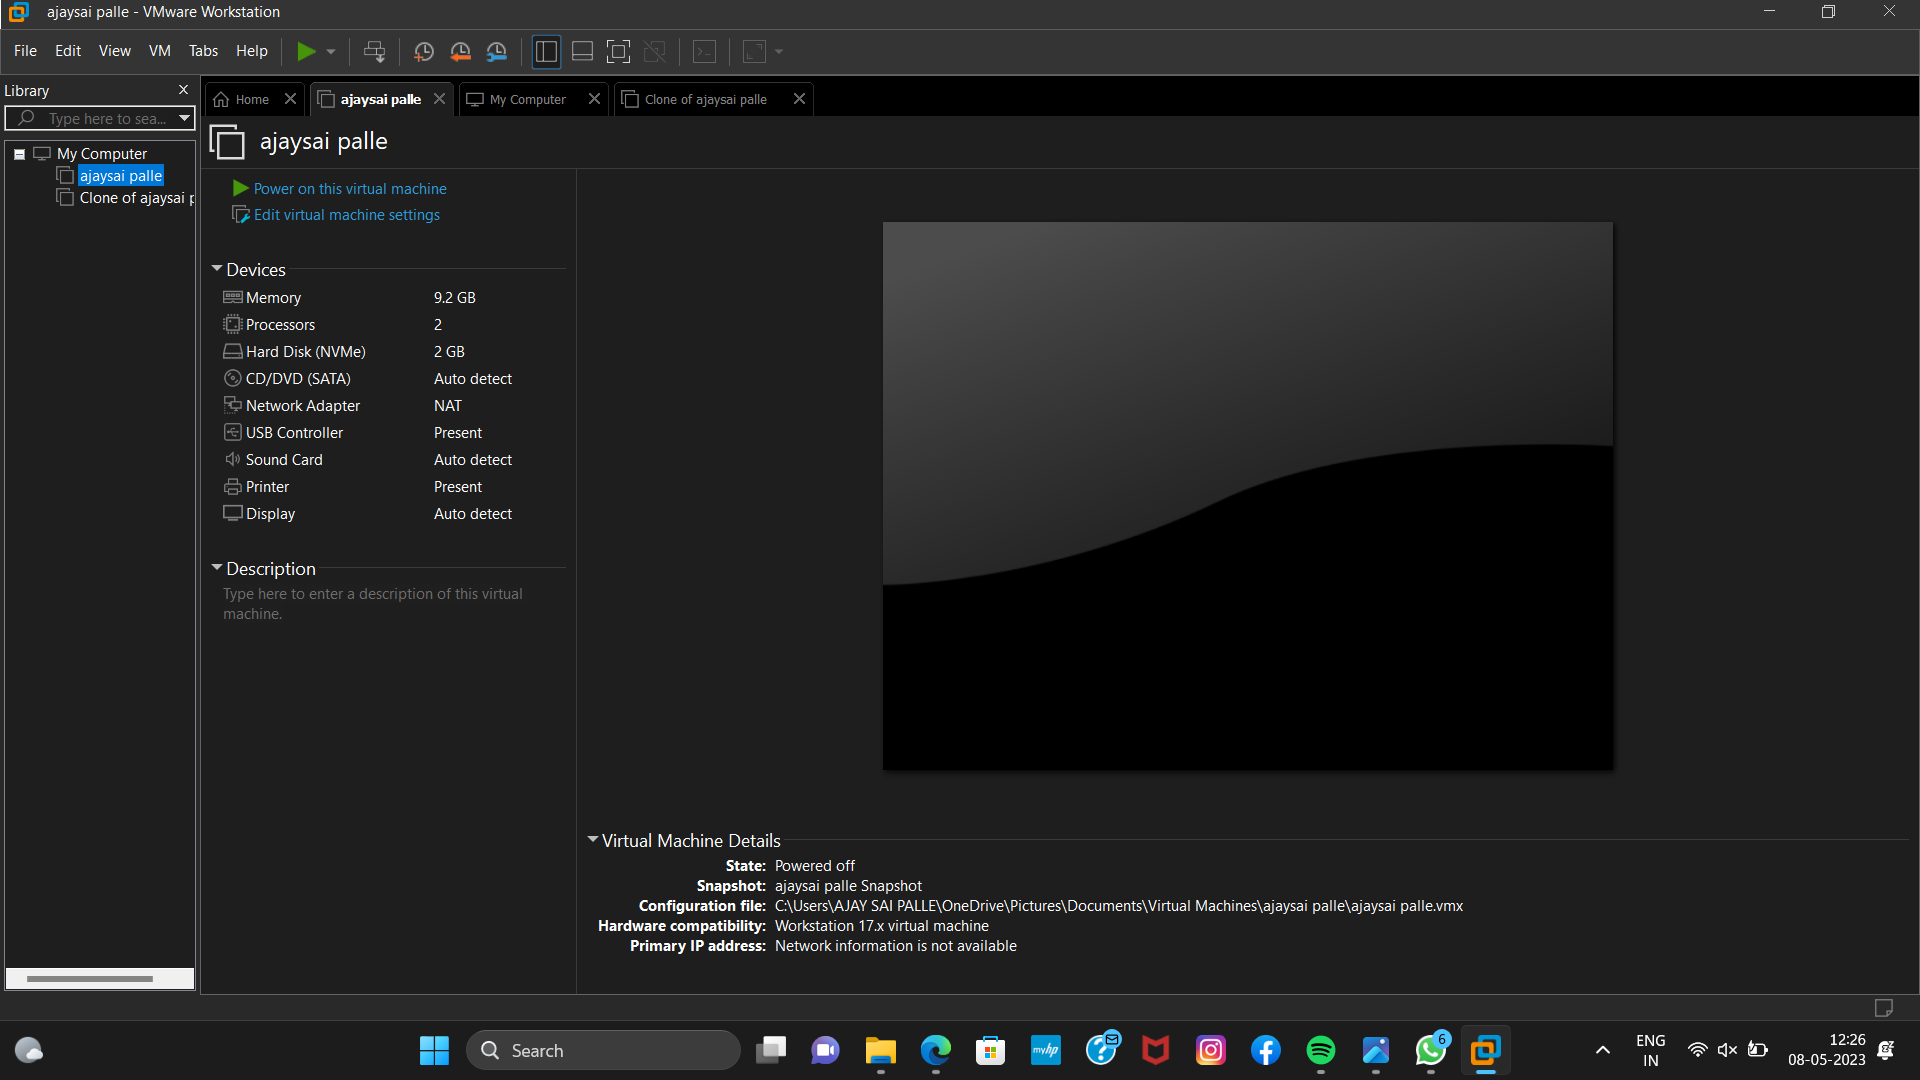 ajaysai palle - VMware Workstation
File Edit View VM Tabs Help
Library
Type here to sea...
My Computer
ajaysai palle
Clone of ajaysai p
Home
ajaysai palle
My Computer
Clone of ajaysai palle
ajaysai palle
Power on this virtual machine
Edit virtual machine settings
Devices
Memory 9.2 GB
Processors 2
Hard Disk (NVMe) 2 GB
CD/DVD (SATA) Auto detect
Network Adapter NAT
USB Controller Present
Sound Card Auto detect
Printer Present
Display Auto detect
Description
Type here to enter a description of this virtual
machine.
Virtual Machine Details
State: Powered off
Snapshot: ajaysai palle Snapshot
Configuration file: C:\Users\AJAY SAI PALLE\OneDrive\Pictures\Documents\Virtual Machines\ajaysai palle\ajaysai palle.vmx
Hardware compatibility: Workstation 17.x virtual machine
Primary IP address: Network information is not available
Search
myhp
6
ENG
IN
12:26
08-05-2023